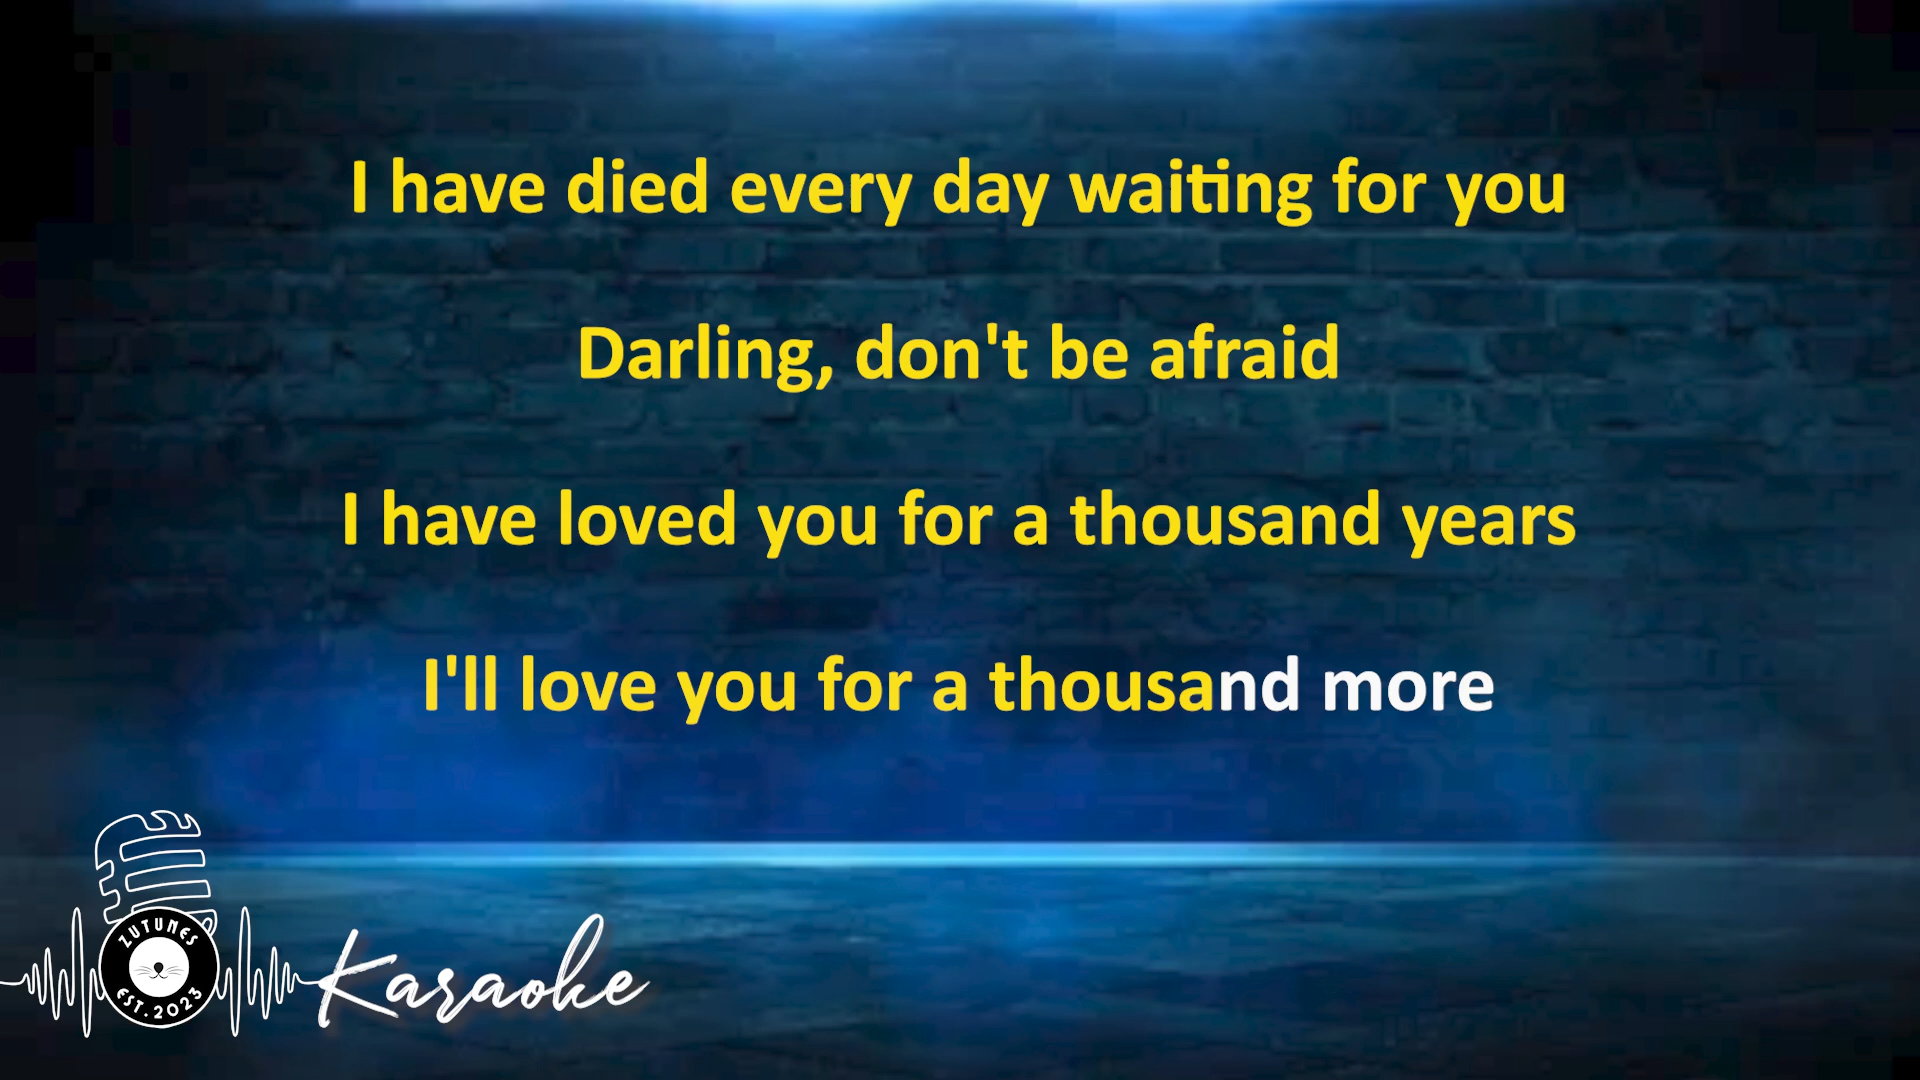 I have died every day waiting for you
Darling, don't be afraid
I have loved you for a thousand years
I'll love you for a thousand more
ZUTUNES
EST. 2023
Karaoke